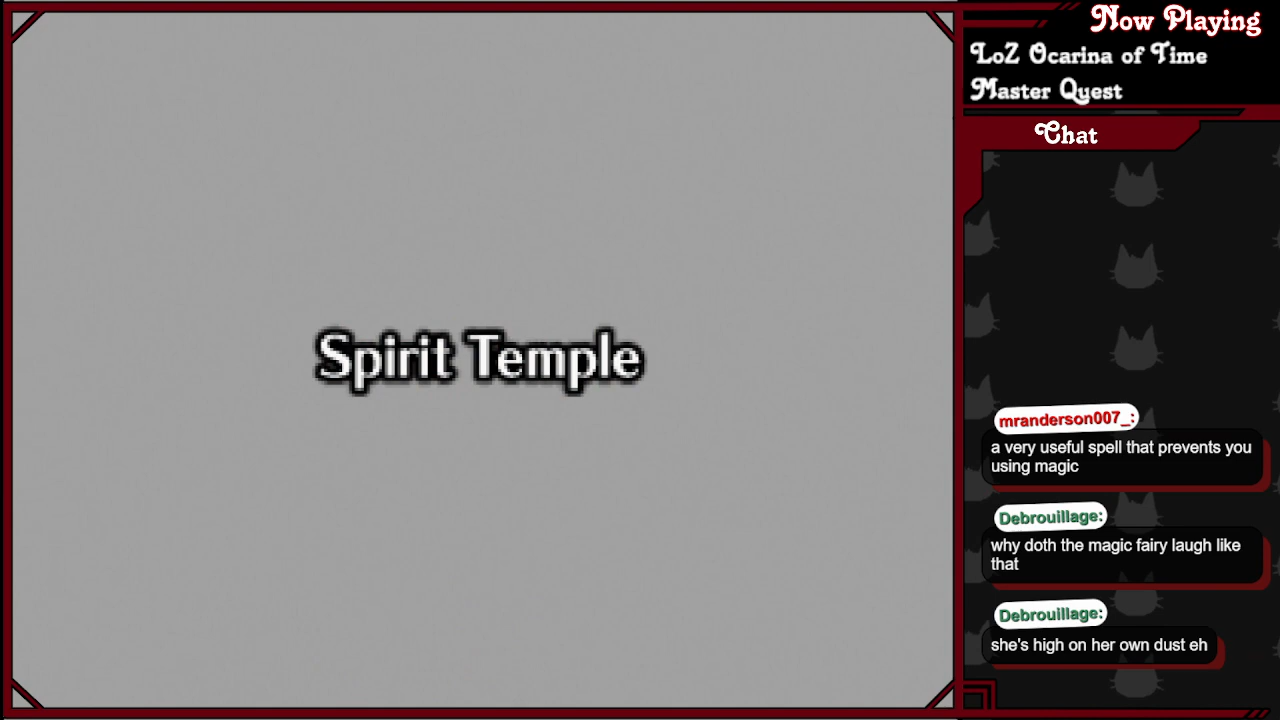 Spirit Temple
Now Playing
LoZ Ocarina of Time
Master Quest
Chat
mranderson007_:
a very useful spell that prevents you
using magic
Debrouillage:
why doth the magic fairy laugh like
that
Debrouillage:
she's high on her own dust eh